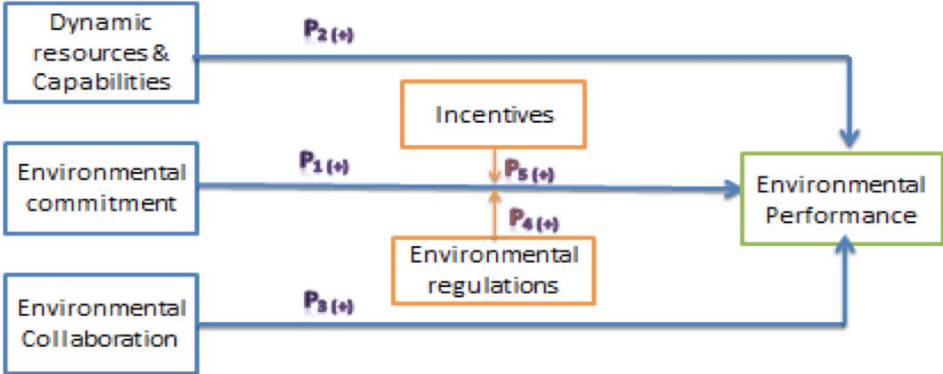 Dynamic
resources &
Capabilities
P2 (+)
Incentives
Environmental
commitment
P1 (+)
P5 (+)
Environmental
Performance
P4 (+)
Environmental
regulations
Environmental
Collaboration
P3 (+)